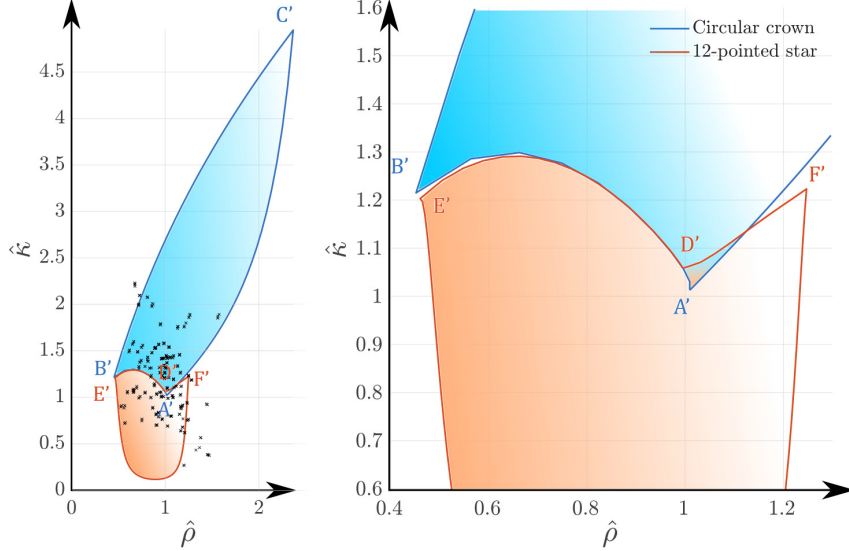 C'
4.5
4
3.5
3
2.5
2
1.5
1
0.5
0
κ̂
B'
E'
D'
F'
A'
0
1
2
ρ̂
1.6
1.5
1.4
1.3
1.2
1.1
1
0.9
0.8
0.7
0.6
κ̂
Circular crown
12-pointed star
B'
E'
F'
D'
A'
0.4
0.6
0.8
1
1.2
ρ̂